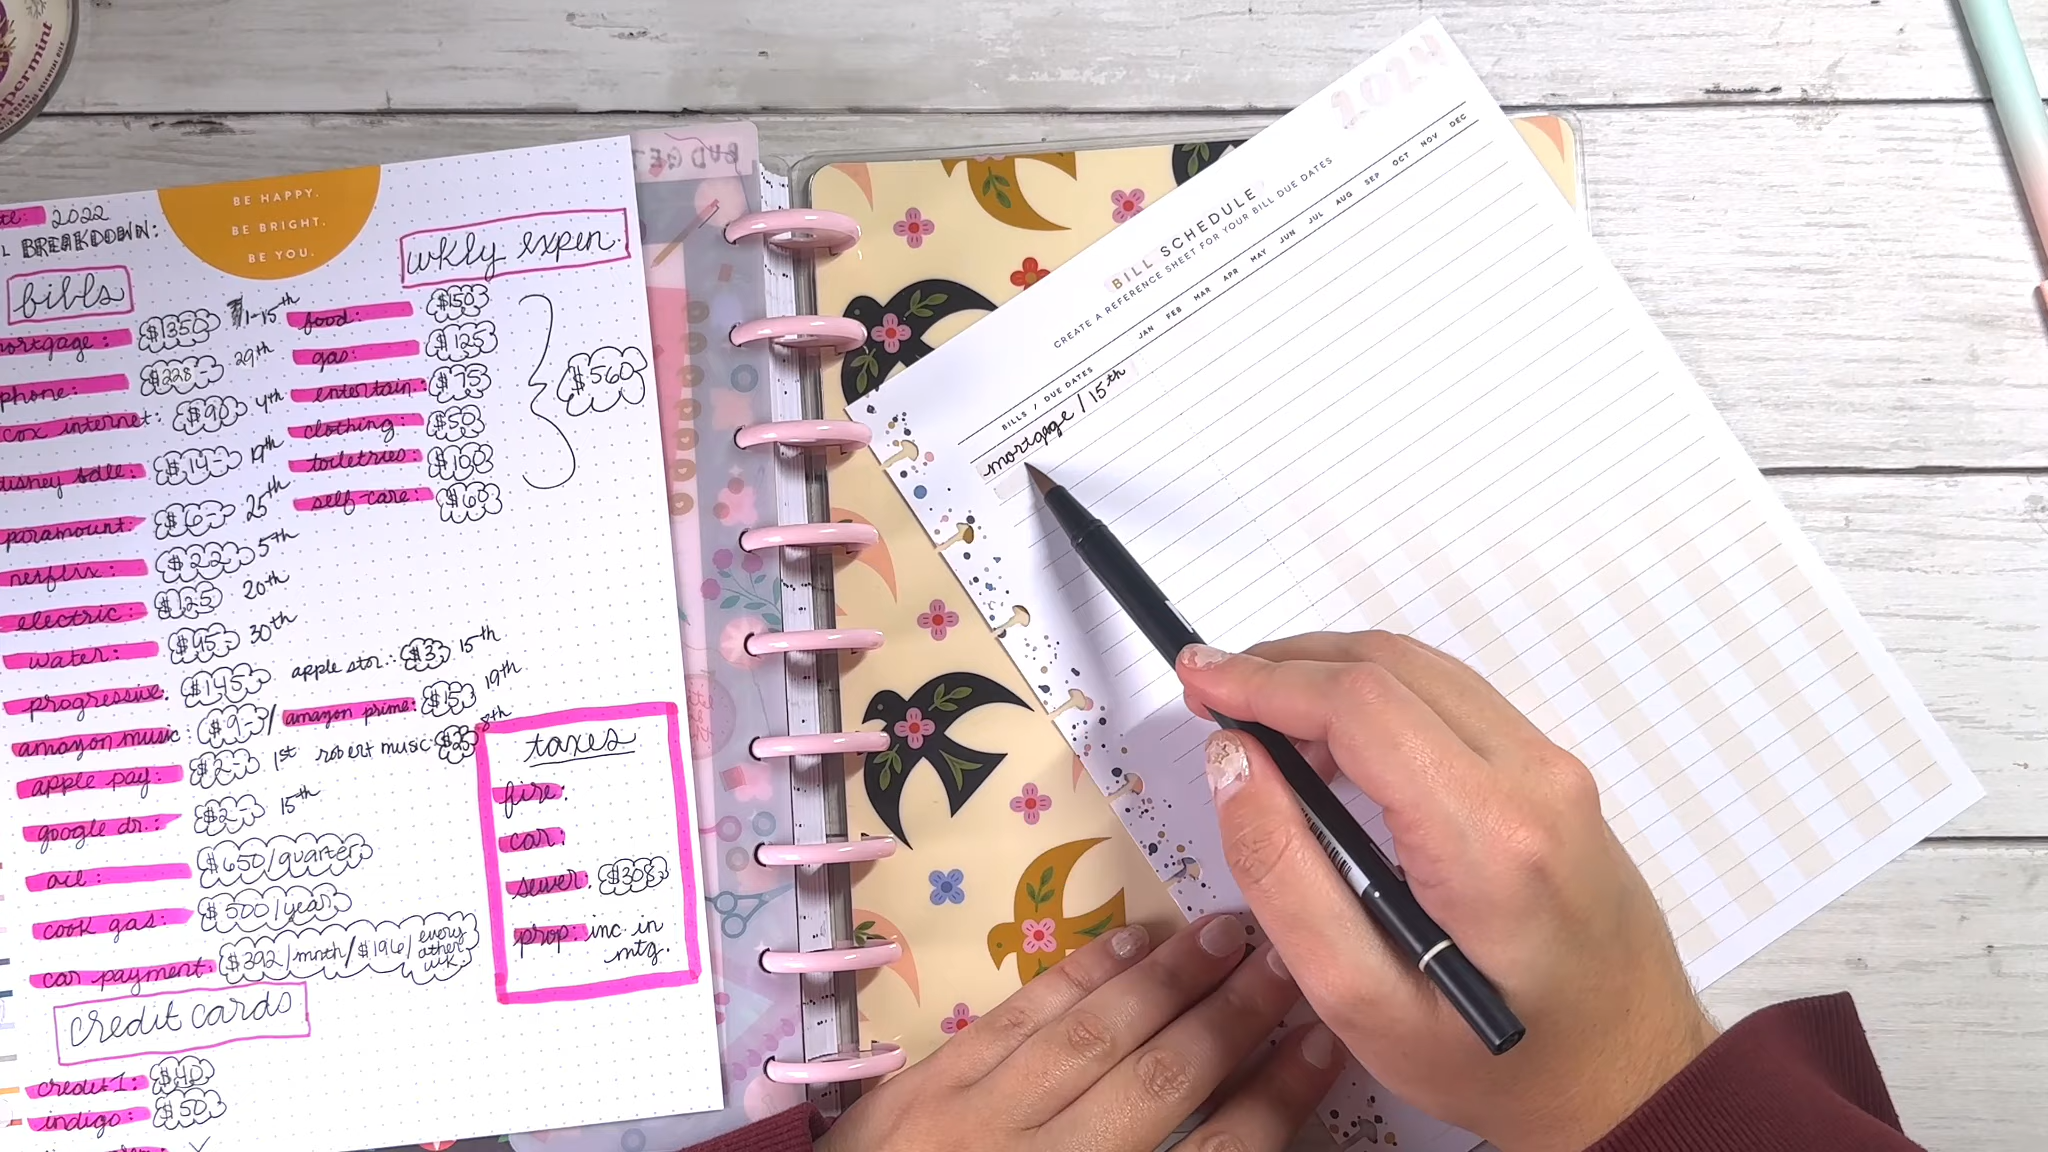 2022
BREAKDOWN:
BE HAPPY.
BE BRIGHT.
BE YOU.
bills
mortgage: $1350 1-15th
phone: $228 29th
cox internet: $90 4th
disney bdle: $14 19th
paramount: $6 25th
netflix: $22 5th
electric: $125 20th
water: $45 30th
progressive: $145
amazon music: $9 / amazon prime: $15 19th
apple pay: $2 1st
google dr.: $2 15th
oil: $650/quarter
cook gas: $500/year
car payment: $392/month/$196/every other wk
apple stor.: $3 15th
robert music: 8th
wkly expen.
food: $150
gas: $125
entertain: $75
clothing: $50
toiletries: $100
self-care: $60
$560
taxes
fire:
car:
sewer: $308
prop: inc. in
mtg.
credit cards
credit 1: $40
indigo: $50
BUDGET
2024
BILL SCHEDULE
CREATE A REFERENCE SHEET FOR YOUR BILL DUE DATES
BILLS / DUE DATES JAN FEB MAR APR MAY JUN JUL AUG SEP OCT NOV DEC
mortgage / 15th